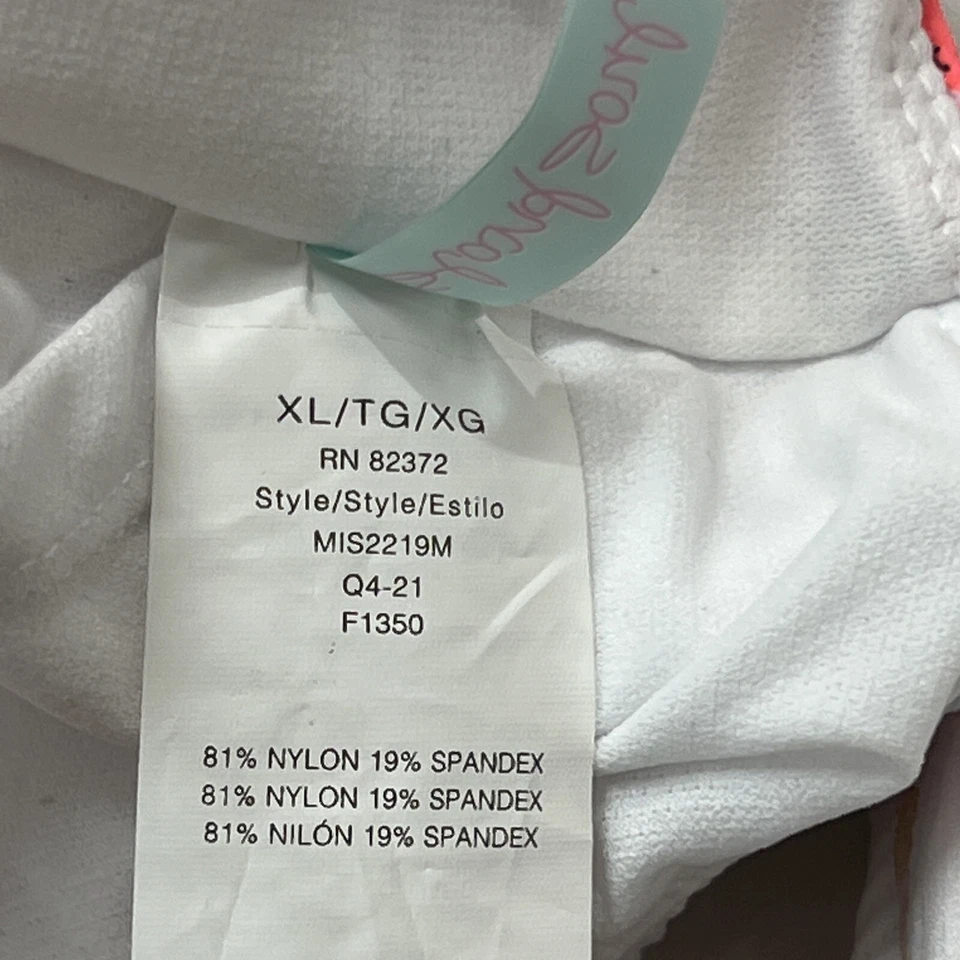 XL/TG/XG
RN 82372
Style/Style/Estilo
MIS2219M
Q4-21
F1350
81% NYLON 19% SPANDEX
81% NYLON 19% SPANDEX
81% NILÓN 19% SPANDEX